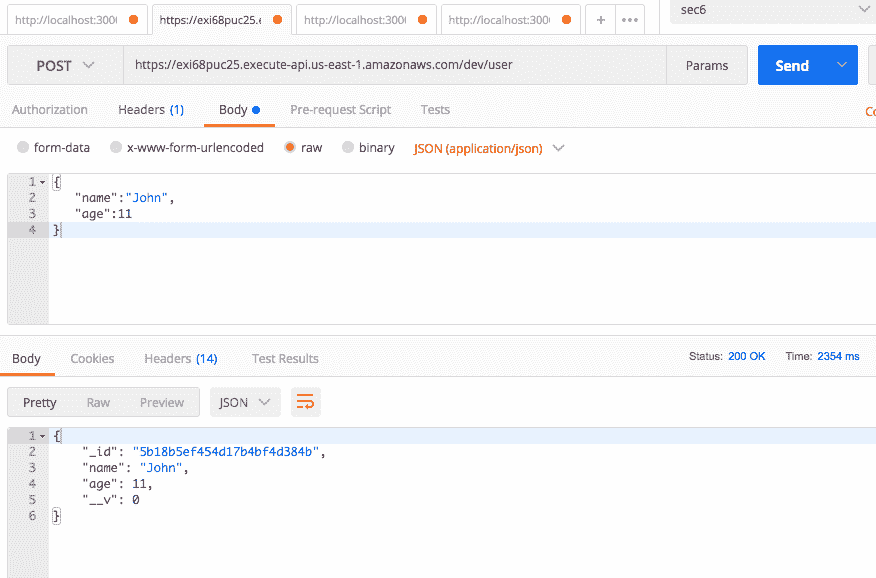 http://localhost:3000 https://exi68puc25.e http://localhost:3000 http://localhost:3000 + ••• sec6
POST https://exi68puc25.execute-api.us-east-1.amazonaws.com/dev/user Params Send
Authorization Headers (1) Body Pre-request Script Tests Co
form-data x-www-form-urlencoded raw binary JSON (application/json)
1 {
2 "name":"John",
3 "age":11
4 }
Body Cookies Headers (14) Test Results Status: 200 OK Time: 2354 ms
Pretty Raw Preview JSON
1 {
2 "_id": "5b18b5ef454d17b4bf4d384b",
3 "name": "John",
4 "age": 11,
5 "__v": 0
6 }